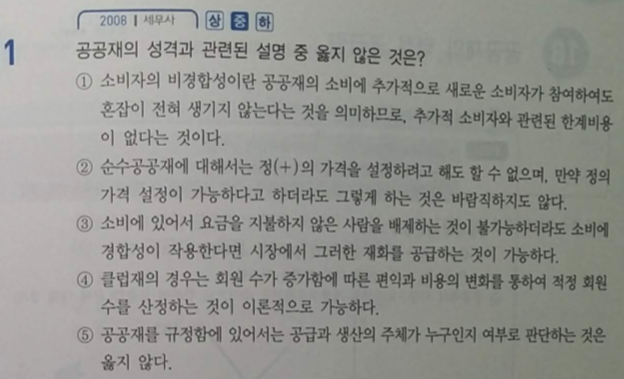 2008 | 세무사 상 중 하
1 공공재의 성격과 관련된 설명 중 옳지 않은 것은?
① 소비자의 비경합성이란 공공재의 소비에 추가적으로 새로운 소비자가 참여하여도
혼잡이 전혀 생기지 않는다는 것을 의미하므로, 추가적 소비자와 관련된 한계비용
이 없다는 것이다.
② 순수공공재에 대해서는 정(+)의 가격을 설정하려고 해도 할 수 없으며, 만약 정의
가격 설정이 가능하다고 하더라도 그렇게 하는 것은 바람직하지도 않다.
③ 소비에 있어서 요금을 지불하지 않은 사람을 배제하는 것이 불가능하더라도 소비에
경합성이 작용한다면 시장에서 그러한 재화를 공급하는 것이 가능하다.
④ 클럽재의 경우는 회원 수가 증가함에 따른 편익과 비용의 변화를 통하여 적정 회원
수를 산정하는 것이 이론적으로 가능하다.
⑤ 공공재를 규정함에 있어서는 공급과 생산의 주체가 누구인지 여부로 판단하는 것은
옳지 않다.